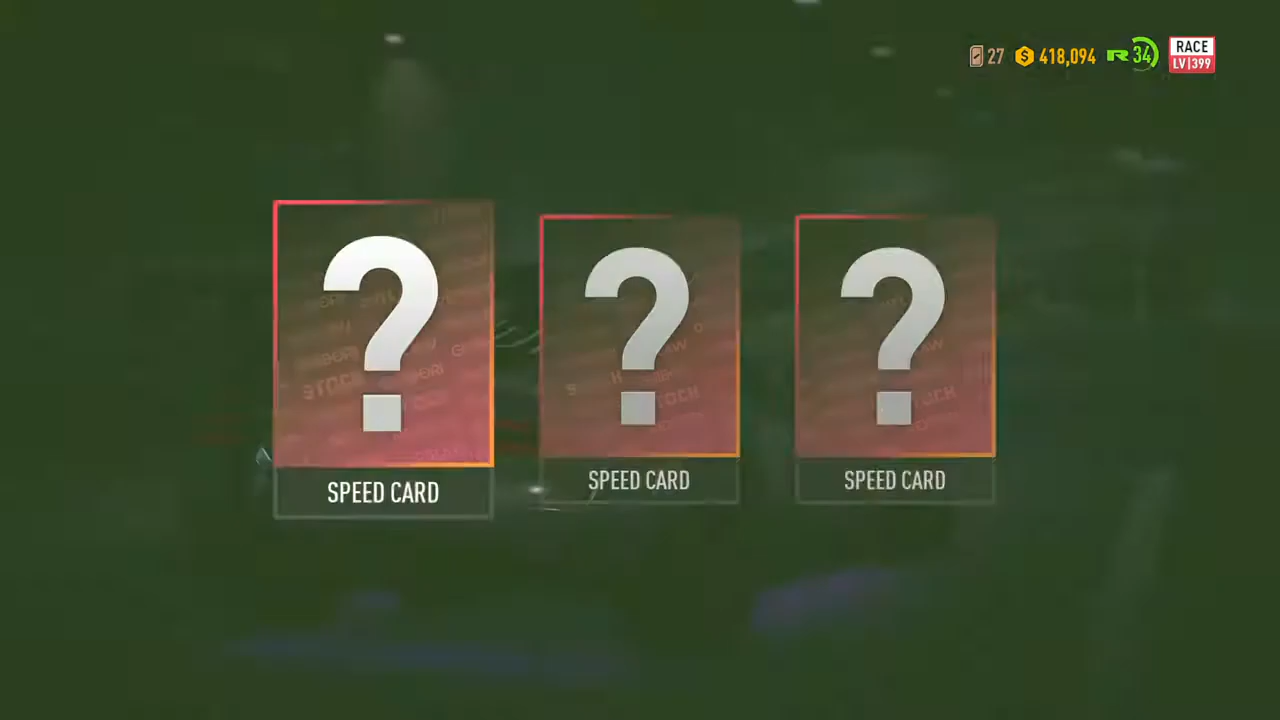 27 418,094 R 34 RACE
LV|399
? ? ?
SPEED CARD SPEED CARD SPEED CARD